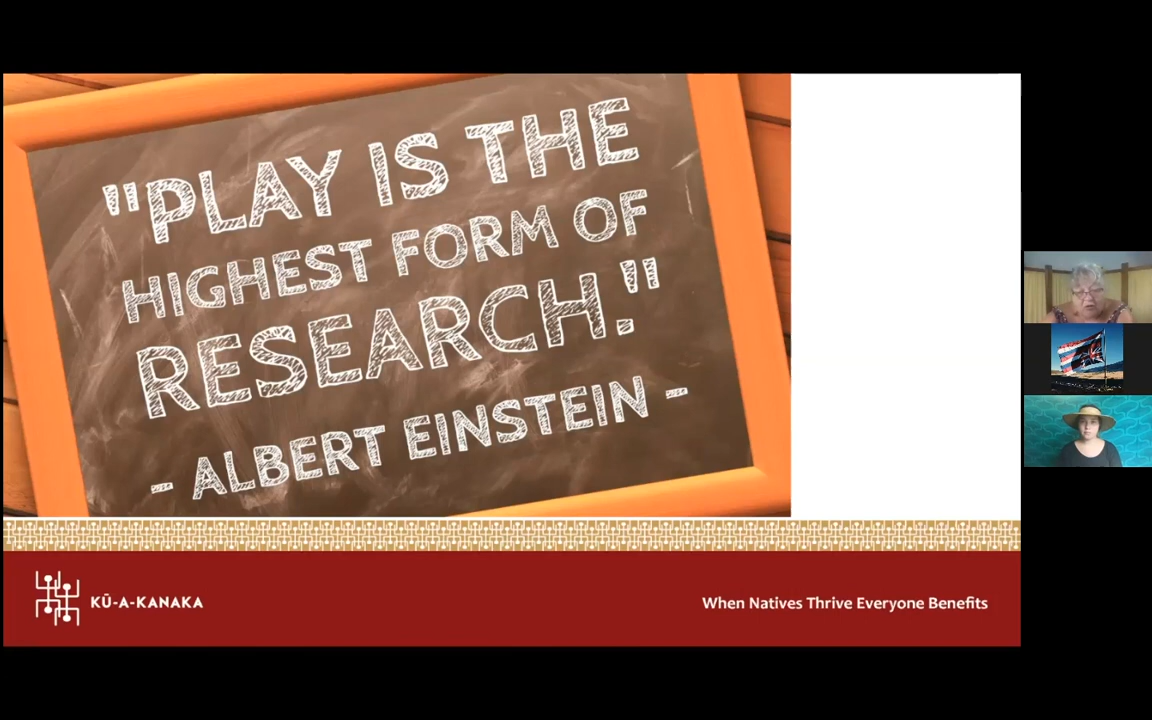 "PLAY IS THE
HIGHEST FORM OF
RESEARCH."
- ALBERT EINSTEIN -
KŪ-A-KANAKA
When Natives Thrive Everyone Benefits